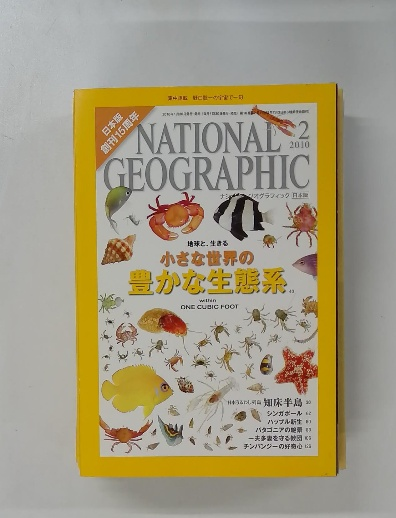 日本版
創刊15周年
NATIONAL
GEOGRAPHIC
2
2010
ナショナル ジオグラフィック 日本版
地球と、生きる
小さな世界の
豊かな生態系
within
ONE CUBIC FOOT
知床半島
シンガポール
ハッブル新生
パタゴニアの絶景
一夫多妻を守る教団
チンパンジーの好奇心